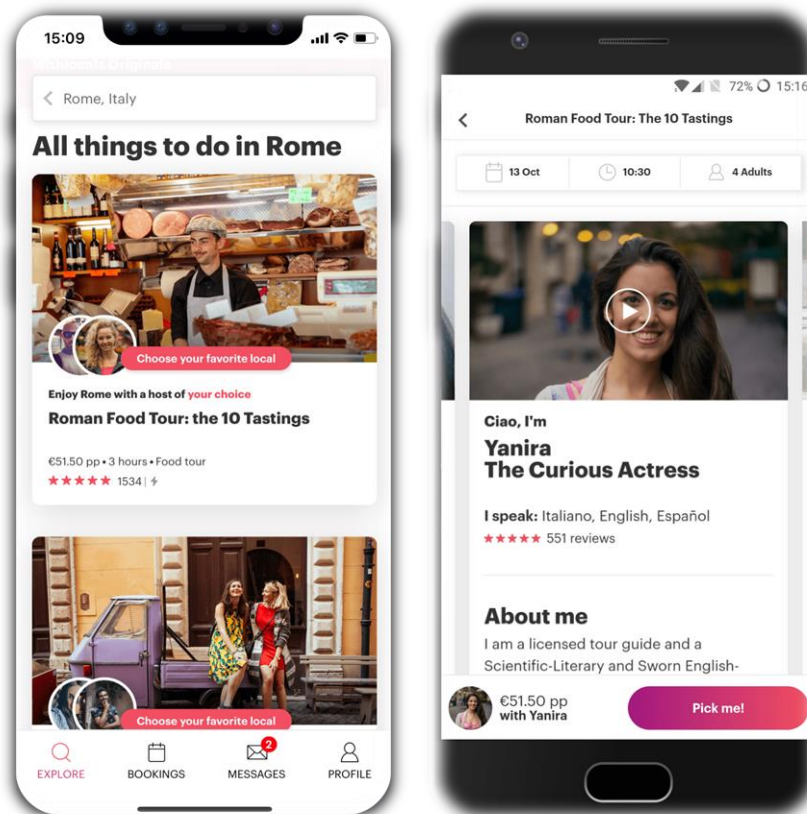 15:09
Withlocals Originals
Rome, Italy
All things to do in Rome
Choose your favorite local
Enjoy Rome with a host of your choice
Roman Food Tour: the 10 Tastings
€51.50 pp • 3 hours • Food tour
1534 |
Choose your favorite local
2
EXPLORE BOOKINGS MESSAGES PROFILE
72% 15:16
Roman Food Tour: The 10 Tastings
13 Oct 10:30 4 Adults
Ciao, I'm
Yanira
The Curious Actress
I speak: Italiano, English, Español
551 reviews
About me
I am a licensed tour guide and a
Scientific-Literary and Sworn English-
€51.50 pp
with Yanira
Pick me!